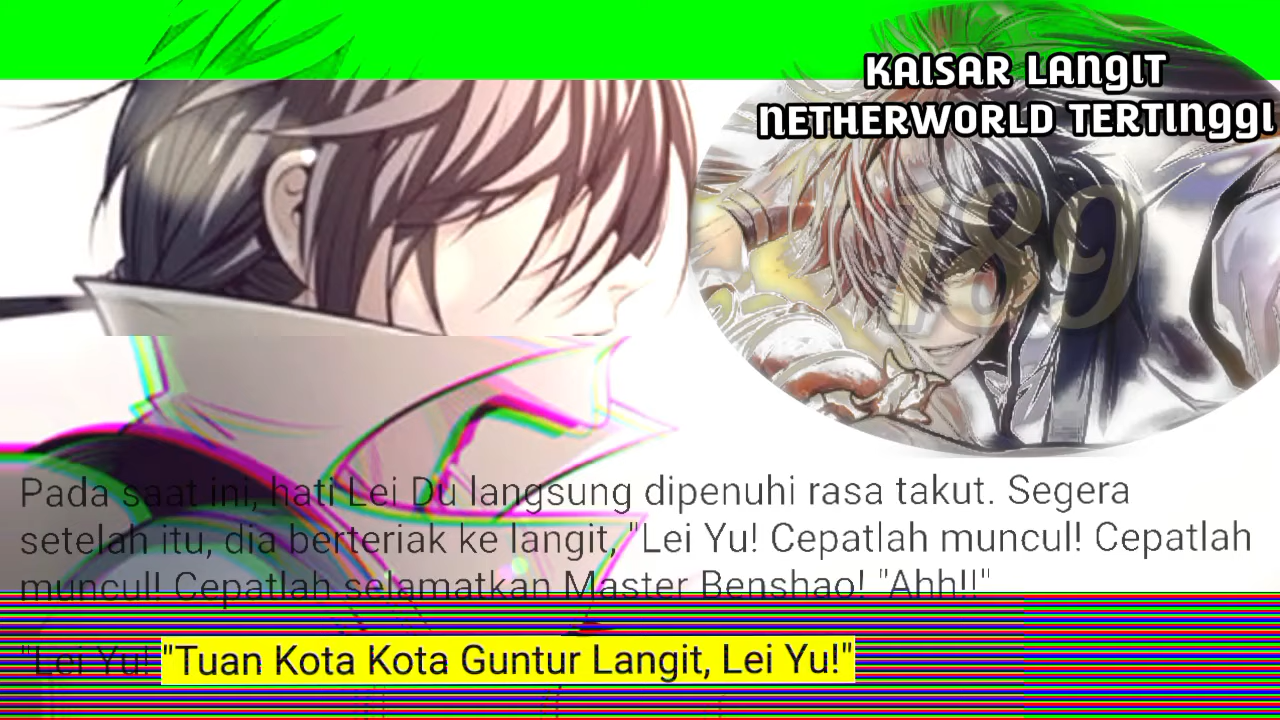 KAISAR LANGIT
NETHERWORLD TERTINGGI
189
Pada saat ini, hati Lei Du langsung dipenuhi rasa takut. Segera
setelah itu, dia berteriak ke langit, "Lei Yu! Cepatlah muncul! Cepatlah
muncul! Cepatlah selamatkan Master Benshao! "Ahh!!"
"Lei Yu! "Tuan Kota Kota Guntur Langit, Lei Yu!"